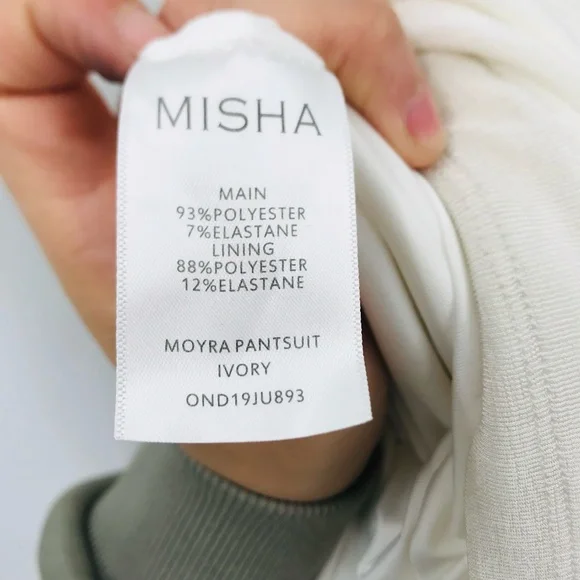 MISHA
MAIN
93%POLYESTER
7%ELASTANE
LINING
88%POLYESTER
12%ELASTANE
MOYRA PANTSUIT
IVORY
OND19JU893